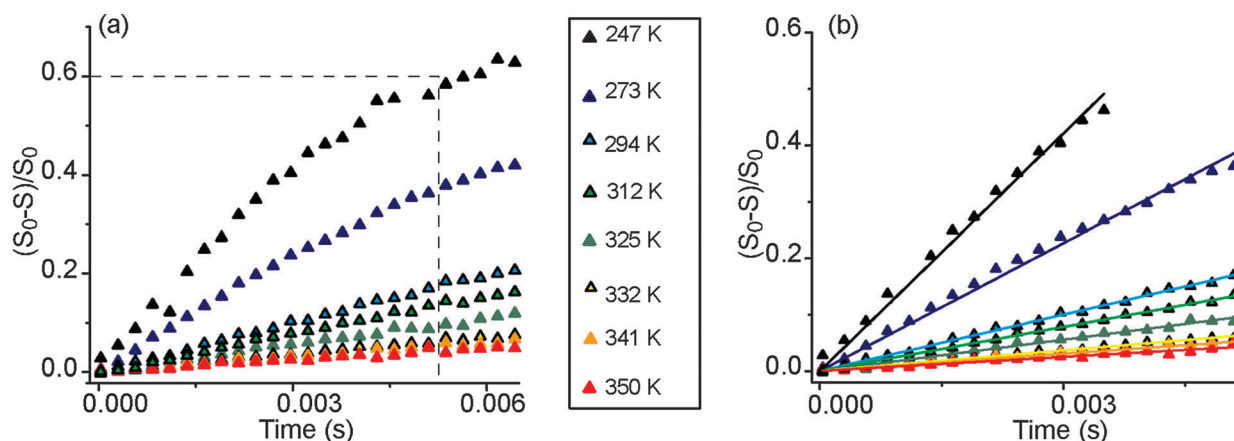 (a)
(S₀-S)/S₀
0.6
0.4
0.2
0.0
0.000
0.003
0.006
Time (s)
247 K
273 K
294 K
312 K
325 K
332 K
341 K
350 K
(b)
(S₀-S)/S₀
0.6
0.4
0.2
0.0
0.000
0.003
Time (s)